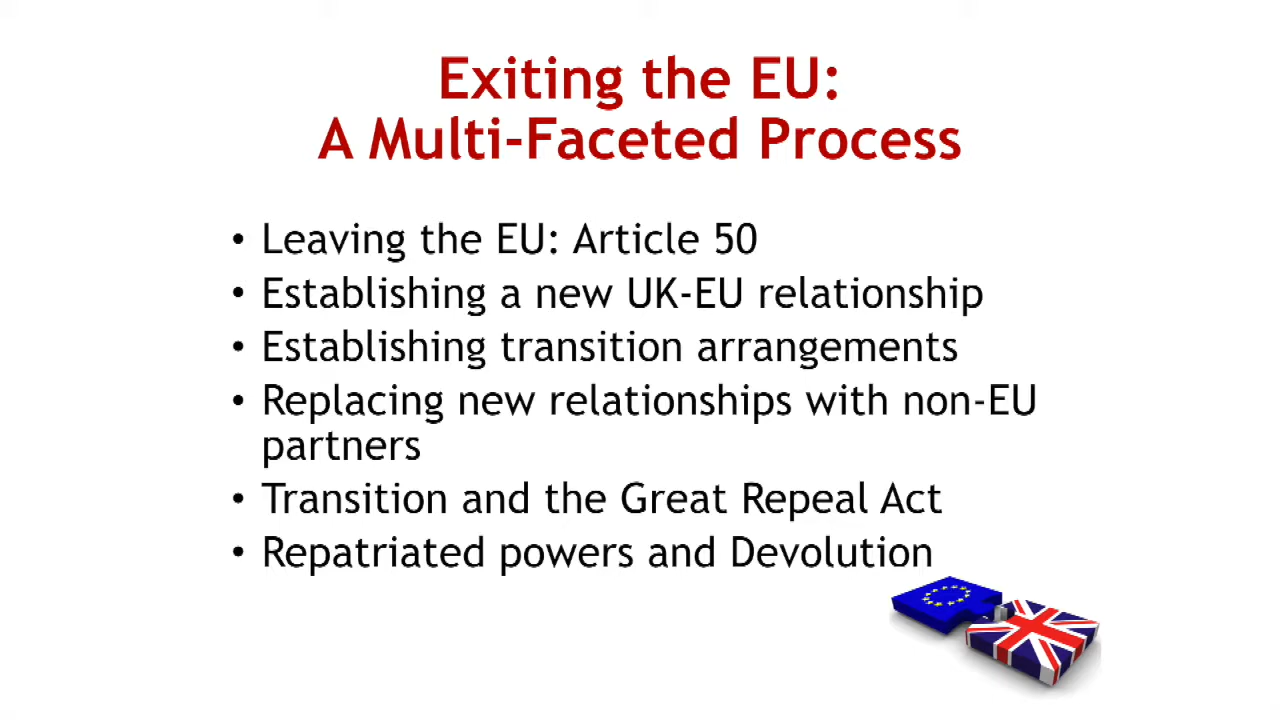 Exiting the EU:
A Multi-Faceted Process
• Leaving the EU: Article 50
• Establishing a new UK-EU relationship
• Establishing transition arrangements
• Replacing new relationships with non-EU
partners
• Transition and the Great Repeal Act
• Repatriated powers and Devolution